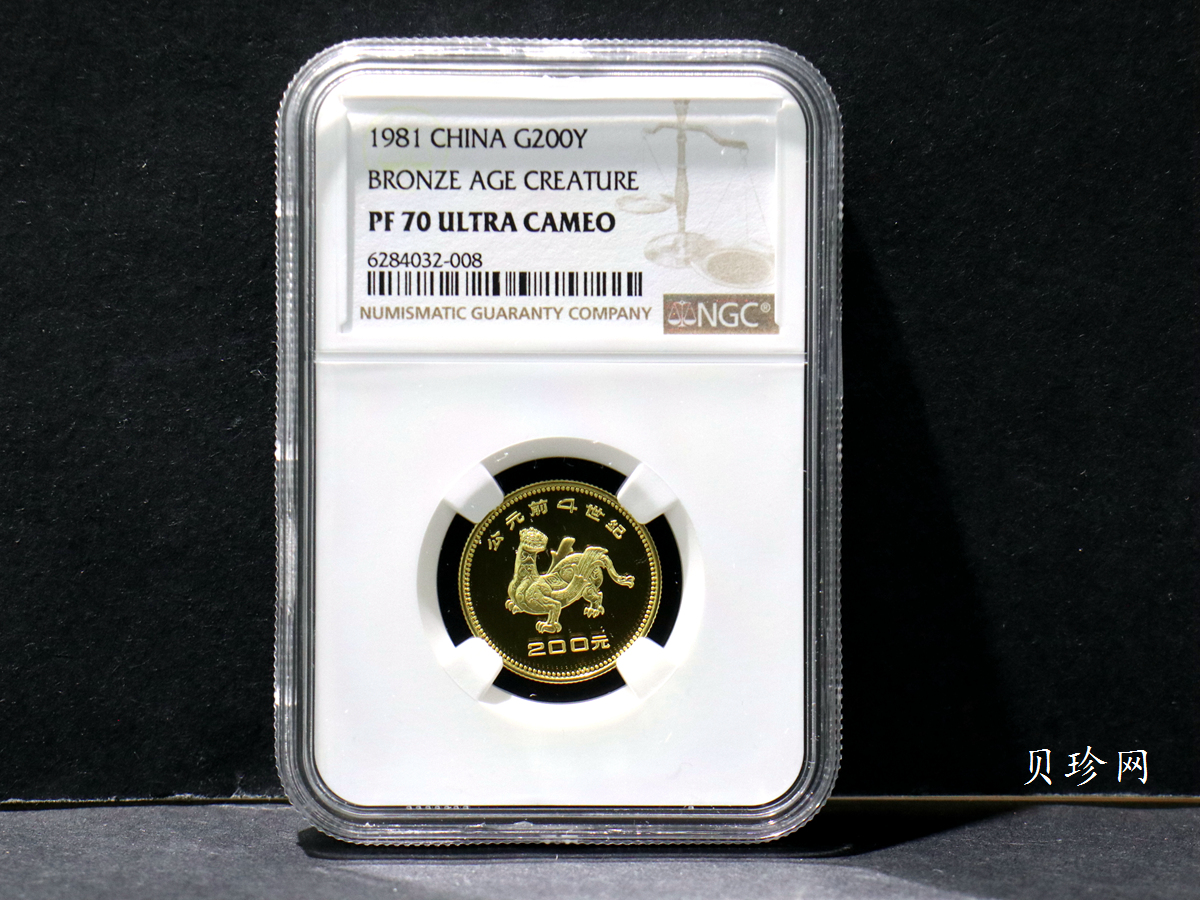 1981 CHINA G200Y
BRONZE AGE CREATURE
PF 70 ULTRA CAMEO
6284032-008
NUMISMATIC GUARANTY COMPANY
NGC®
公元前4世纪
200元
贝珍网